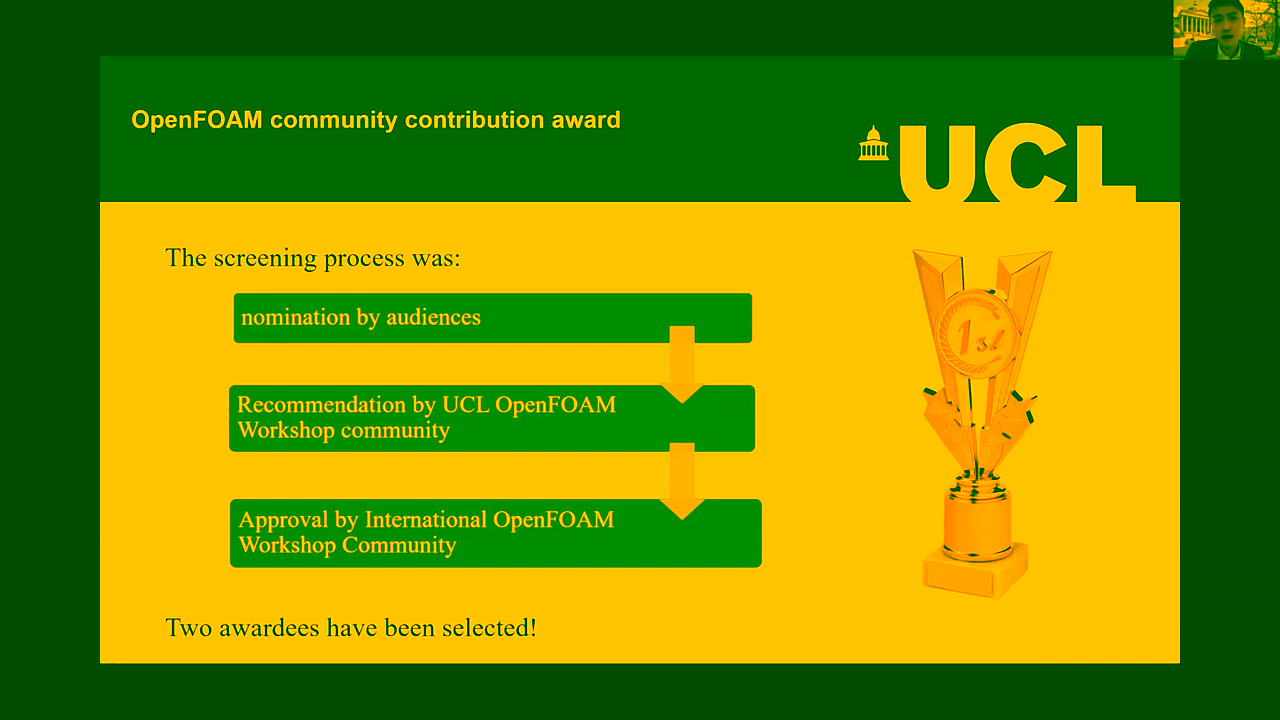 OpenFOAM community contribution award
UCL
The screening process was:
nomination by audiences
Recommendation by UCL OpenFOAM
Workshop community
Approval by International OpenFOAM
Workshop Community
Two awardees have been selected!
1st